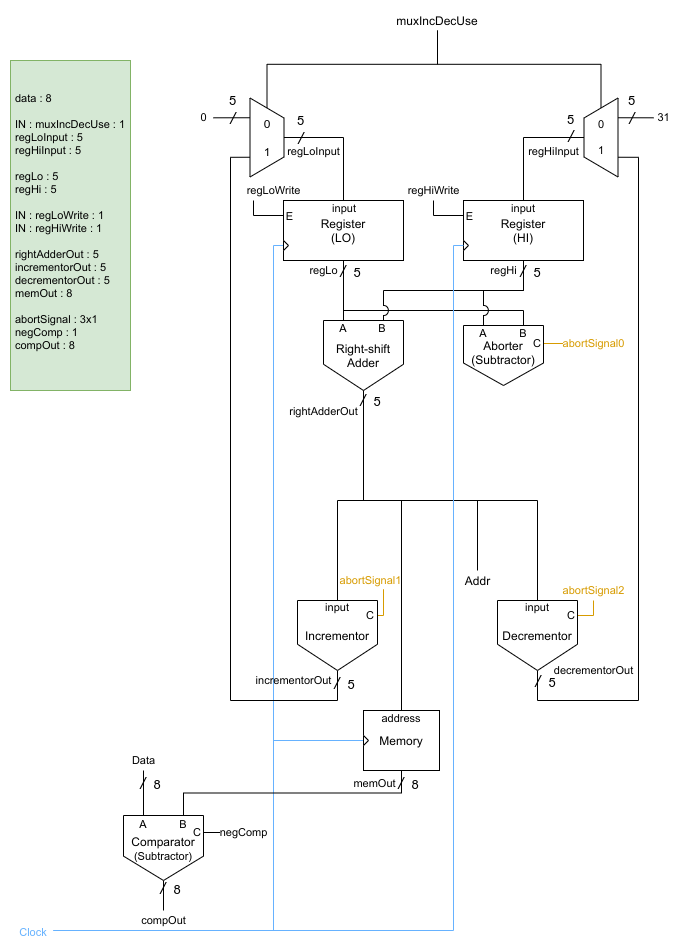 muxIncDecUse
data : 8
IN : muxIncDecUse : 1
regLoInput : 5
regHiInput : 5
regLo : 5
regHi : 5
IN : regLoWrite : 1
IN : regHiWrite : 1
rightAdderOut : 5
incrementorOut : 5
decrementorOut : 5
memOut : 8
abortSignal : 3x1
negComp : 1
compOut : 8
0
5
0
1
5
regLoInput
5
regHiInput
0
1
5
31
regLoWrite
E
input
Register
(LO)
regHiWrite
E
input
Register
(HI)
regLo
5
regHi
5
A
B
Right-shift
Adder
A
B
C
Aborter
(Subtractor)
abortSignal0
rightAdderOut
5
Addr
abortSignal1
input
C
Incrementor
abortSignal2
input
C
Decrementor
incrementorOut
5
decrementorOut
5
address
Memory
memOut
8
Data
8
A
B
C
negComp
Comparator
(Subtractor)
8
compOut
Clock